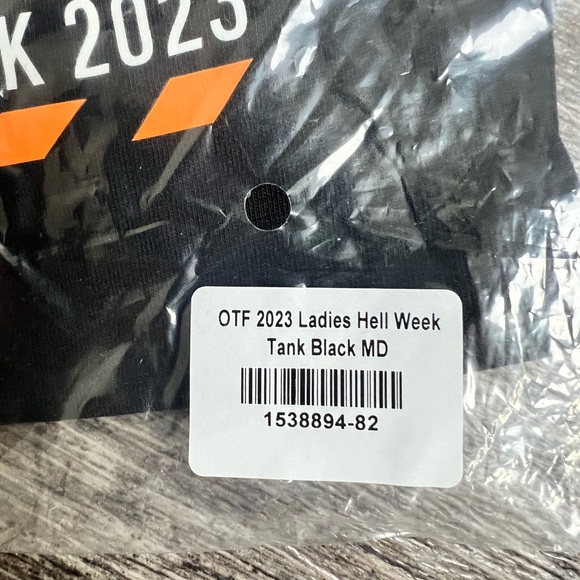 K 2023
OTF 2023 Ladies Hell Week
Tank Black MD
1538894-82